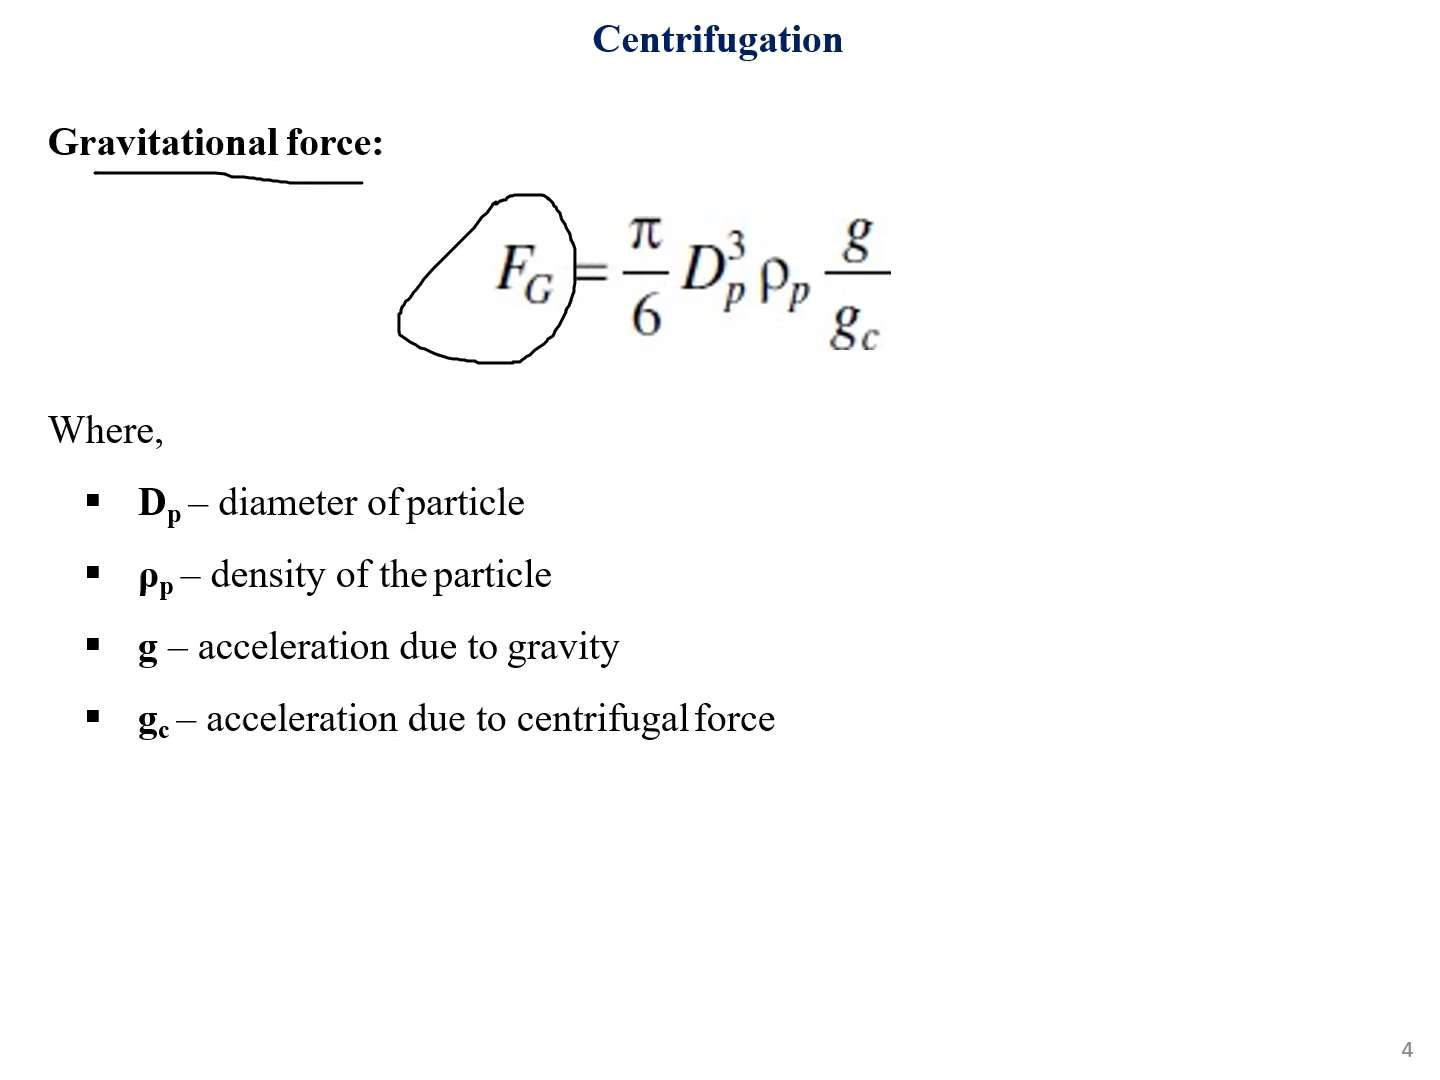 Centrifugation
Gravitational force:
F_G = π/6 D_p^3 ρ_p g/g_c
Where,
▪ D_p – diameter of particle
▪ ρ_p – density of the particle
▪ g – acceleration due to gravity
▪ g_c – acceleration due to centrifugal force
4